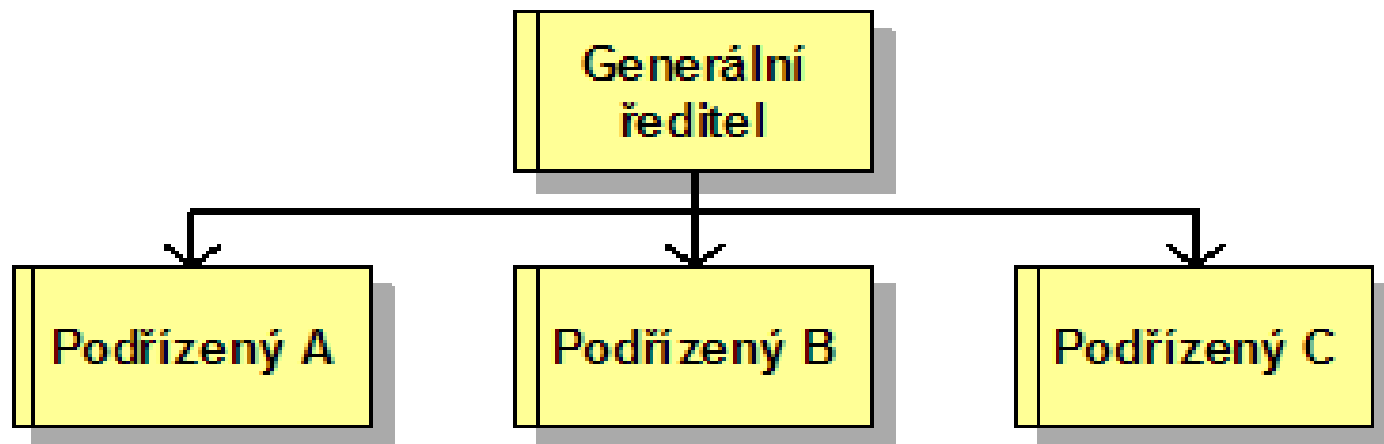 Generální
ředitel
Podřízený A
Podřízený B
Podřízený C